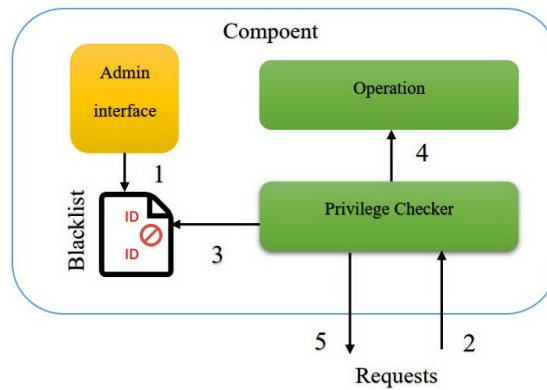 Compoent
Admin
interface
Operation
1
4
Blacklist
ID
ID
Privilege Checker
3
5
2
Requests